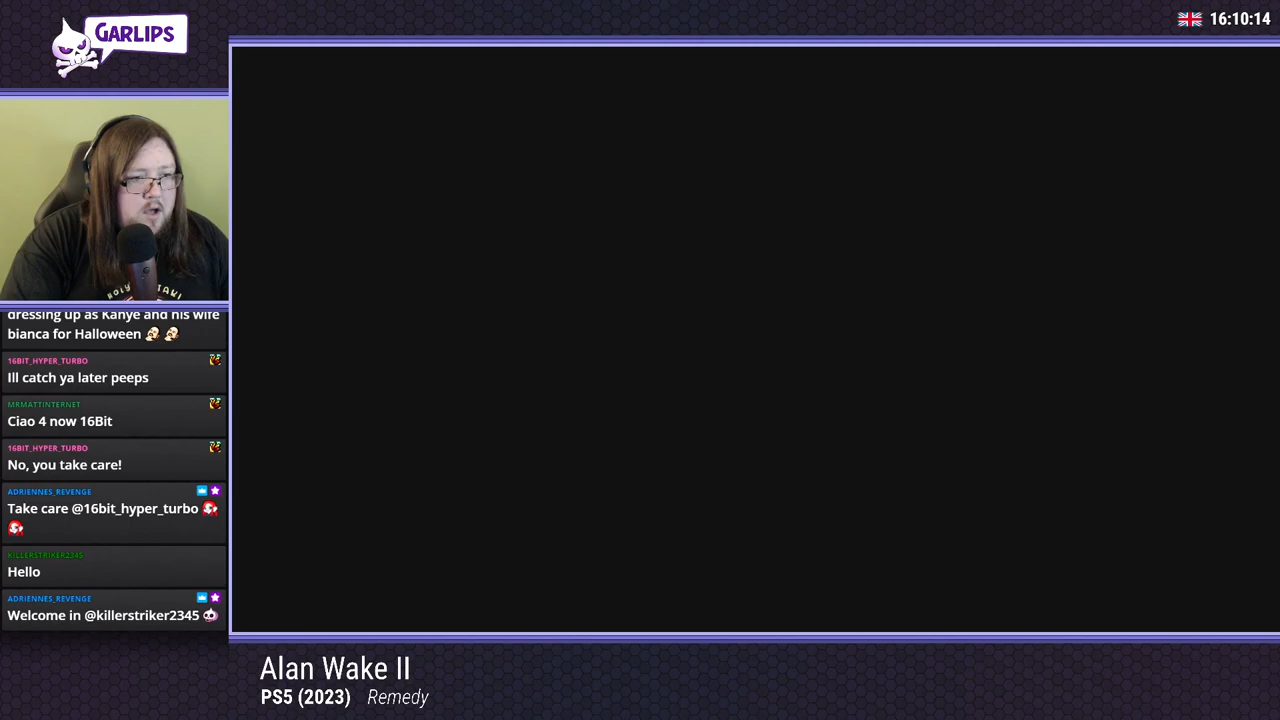 GARLIPS
16:10:14
HOLY
dressing up as Kanye and his wife
bianca for Halloween
16BIT_HYPER_TURBO
Ill catch ya later peeps
MRMATTINTERNET
Ciao 4 now 16Bit
16BIT_HYPER_TURBO
No, you take care!
ADRIENNES_REVENGE
Take care @16bit_hyper_turbo
KILLERSTRIKER2345
Hello
ADRIENNES_REVENGE
Welcome in @killerstriker2345
Alan Wake II
PS5 (2023) Remedy